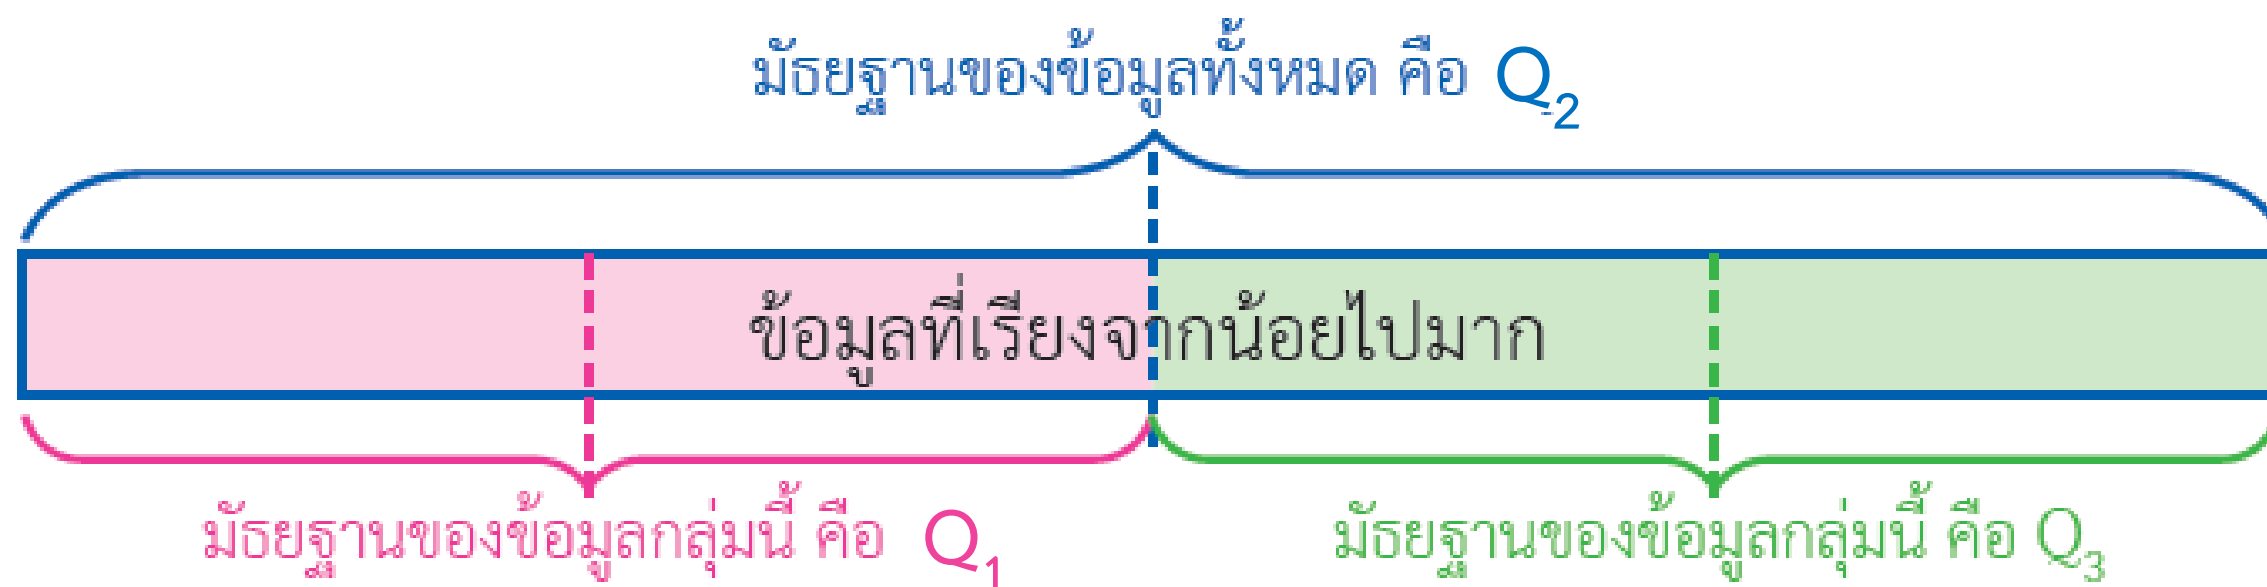 มัธยฐานของข้อมูลทั้งหมด คือ Q₂
ข้อมูลที่เรียงจากน้อยไปมาก
มัธยฐานของข้อมูลกลุ่มนี้ คือ Q₁
มัธยฐานของข้อมูลกลุ่มนี้ คือ Q₃